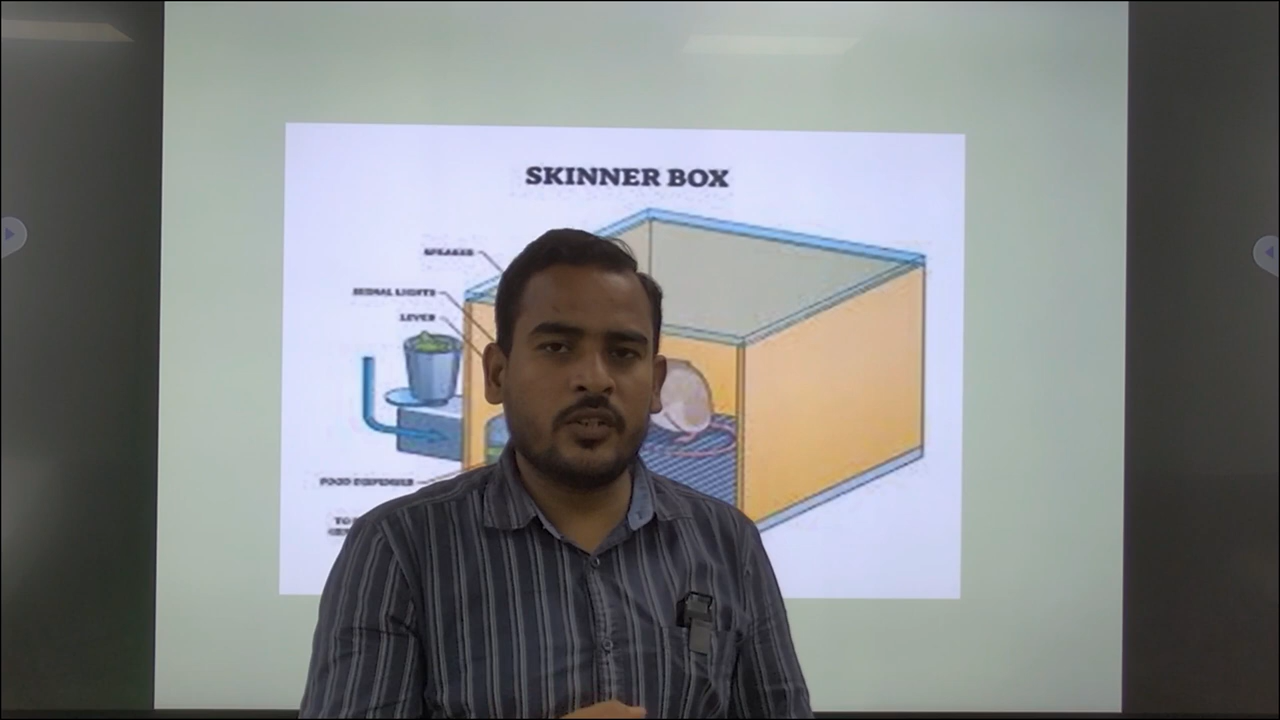 SKINNER BOX
SPEAKER
SIGNAL LIGHTS
LEVER
FOOD DISPENSER